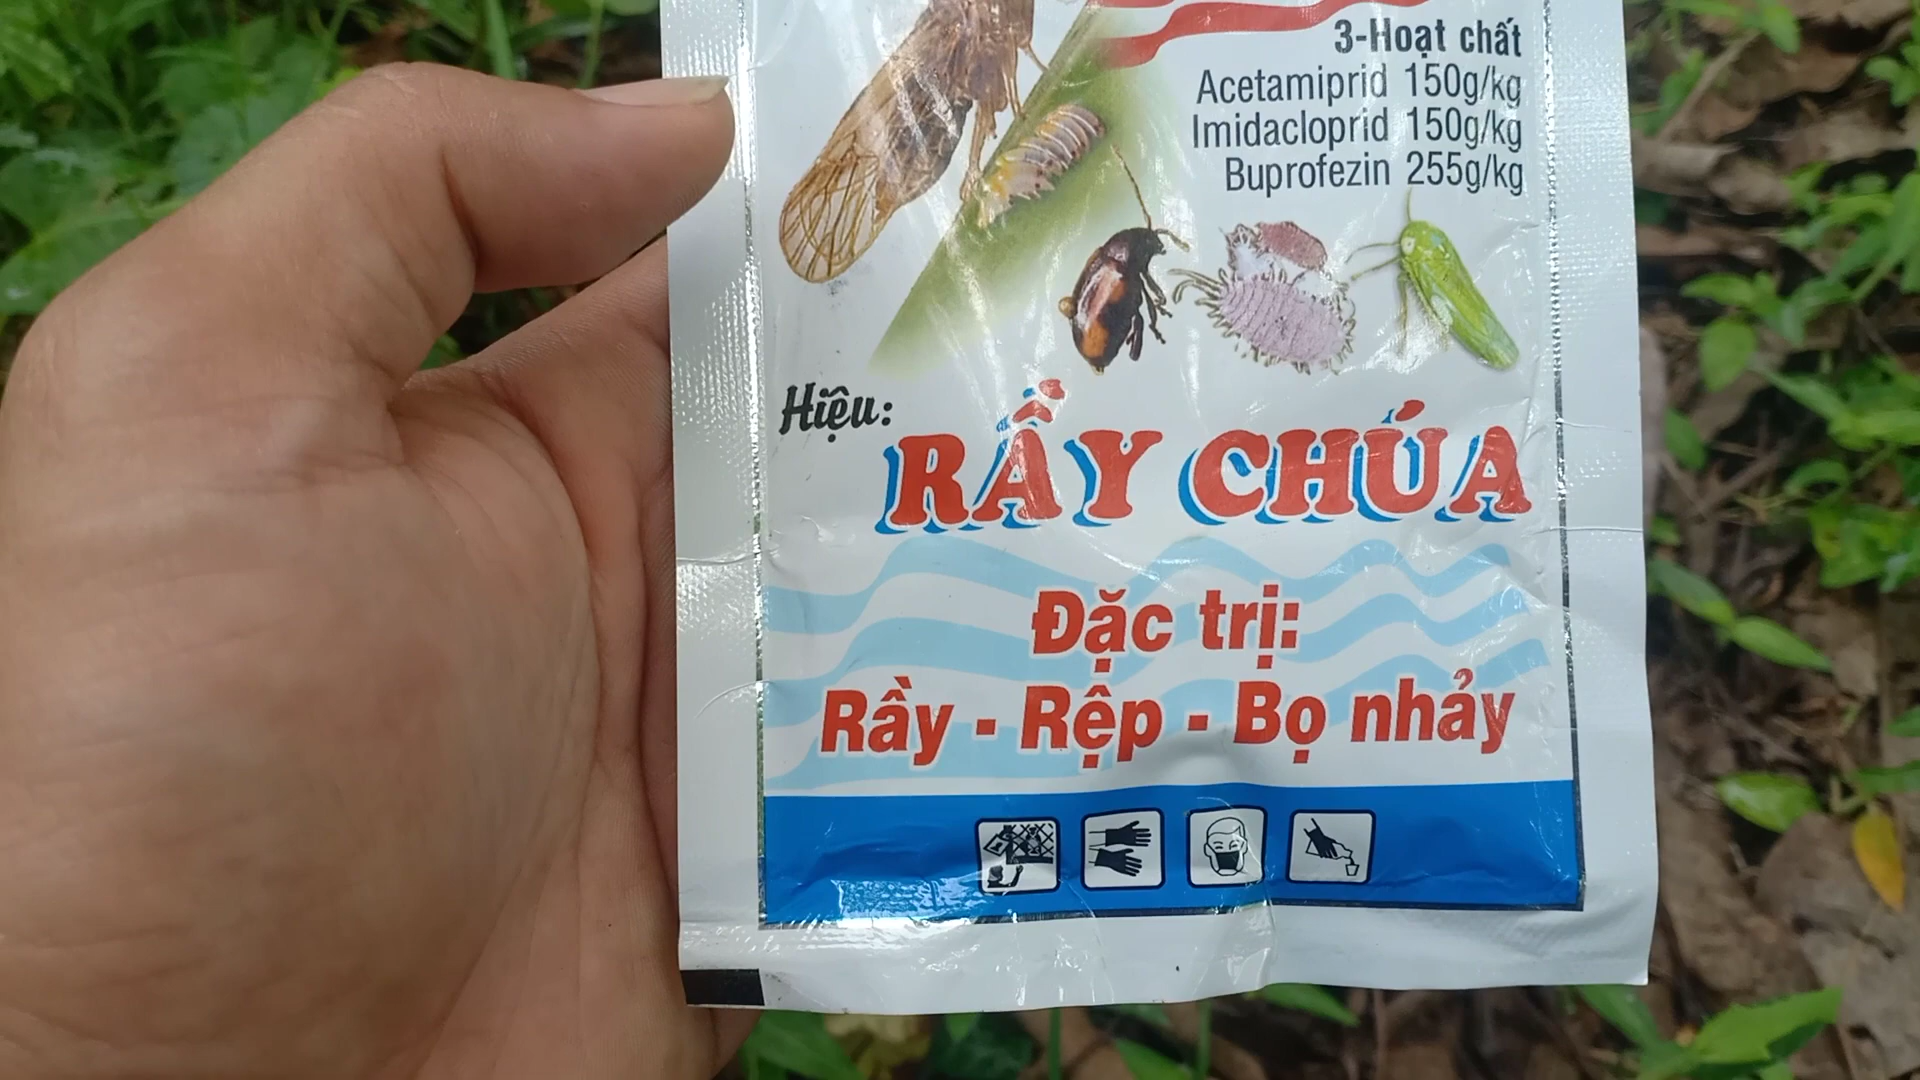 3-Hoạt chất
Acetamiprid 150g/kg
Imidacloprid 150g/kg
Buprofezin 255g/kg
Hiệu:
RẦY CHÚA
Đặc trị:
Rầy - Rệp - Bọ nhảy